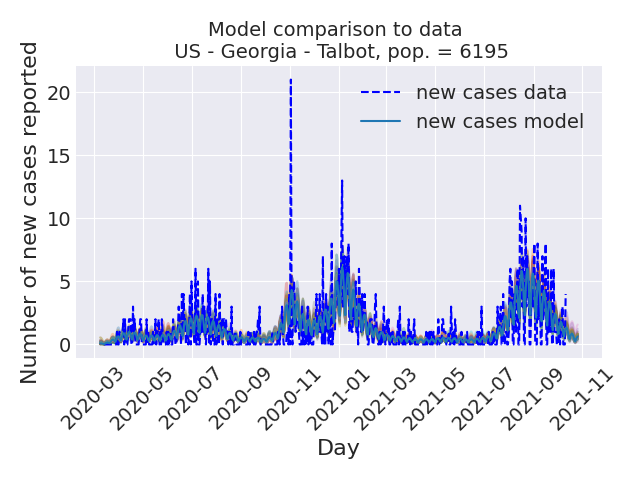 Model comparison to data
US - Georgia - Talbot, pop. = 6195
Number of new cases reported
20
15
10
5
0
new cases data
new cases model
2020-03
2020-05
2020-07
2020-09
2020-11
2021-01
2021-03
2021-05
2021-07
2021-09
2021-11
Day